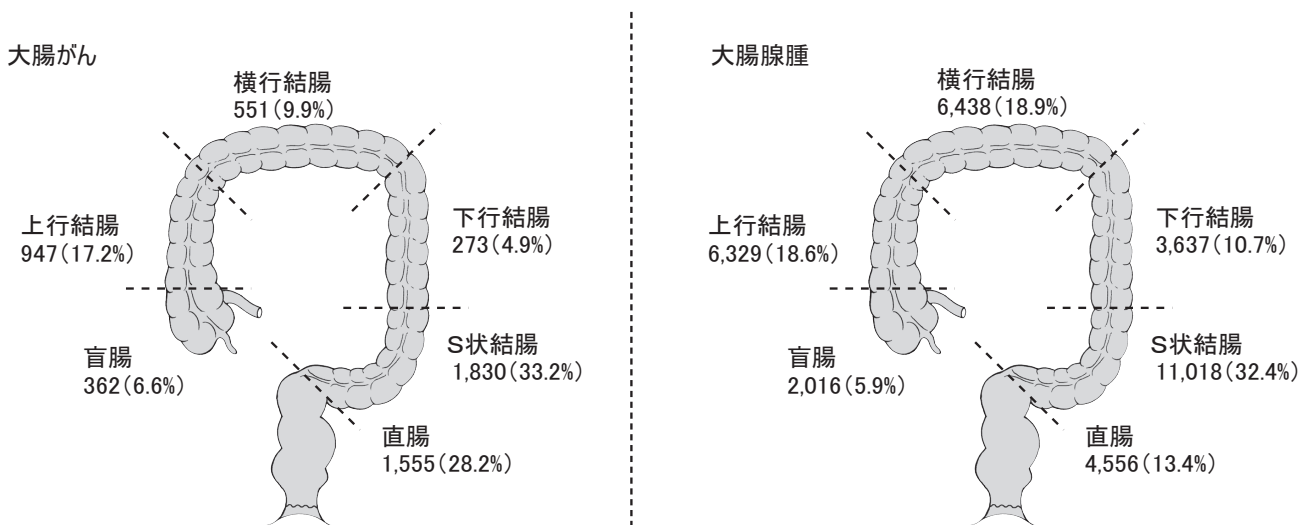 大腸がん
横行結腸
551(9.9%)
上行結腸
947(17.2%)
下行結腸
273(4.9%)
盲腸
362(6.6%)
S状結腸
1,830(33.2%)
直腸
1,555(28.2%)
大腸腺腫
横行結腸
6,438(18.9%)
上行結腸
6,329(18.6%)
下行結腸
3,637(10.7%)
盲腸
2,016(5.9%)
S状結腸
11,018(32.4%)
直腸
4,556(13.4%)